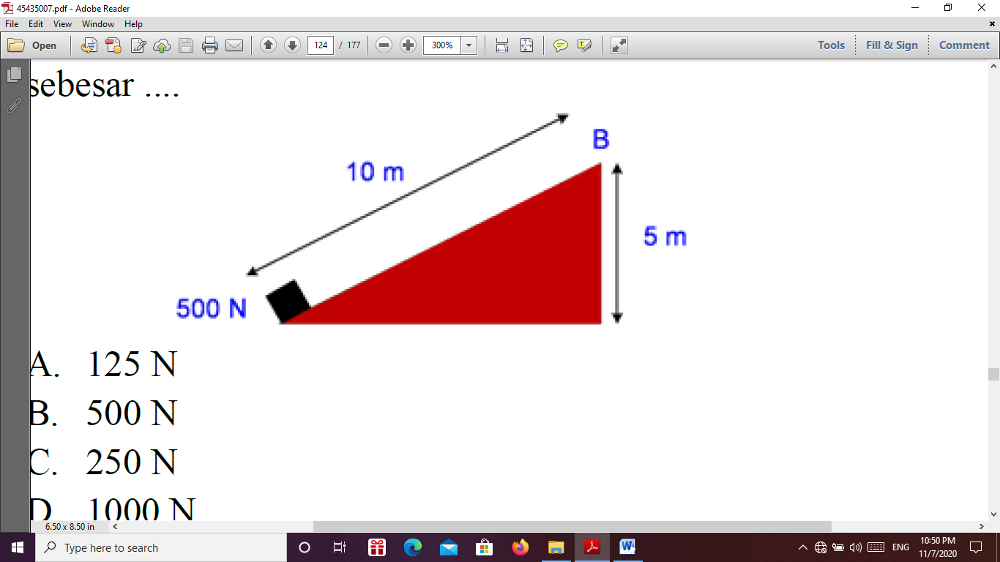 45435007.pdf - Adobe Reader
File Edit View Window Help
Open 124 / 177 300% Tools Fill & Sign Comment
sebesar ....
B
10 m
5 m
500 N
A. 125 N
B. 500 N
C. 250 N
D 1000 N
6.50 x 8.50 in
Type here to search ENG 10:50 PM
11/7/2020